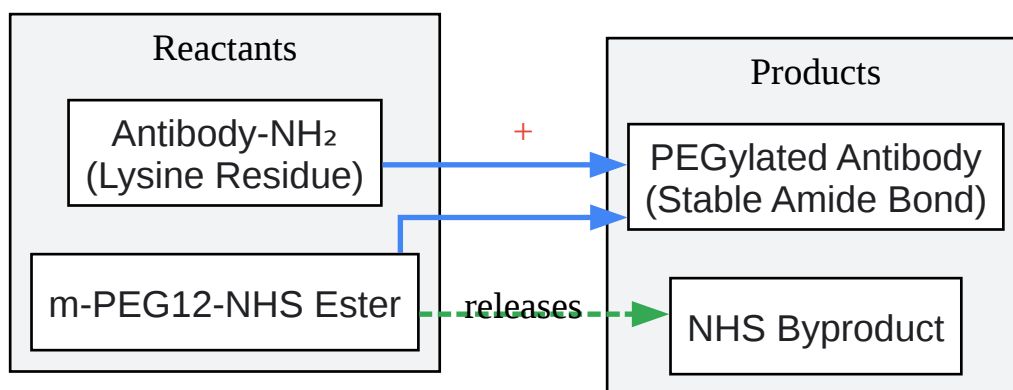 Reactants
Antibody-NH₂
(Lysine Residue)
m-PEG12-NHS Ester
+
releases
Products
PEGylated Antibody
(Stable Amide Bond)
NHS Byproduct